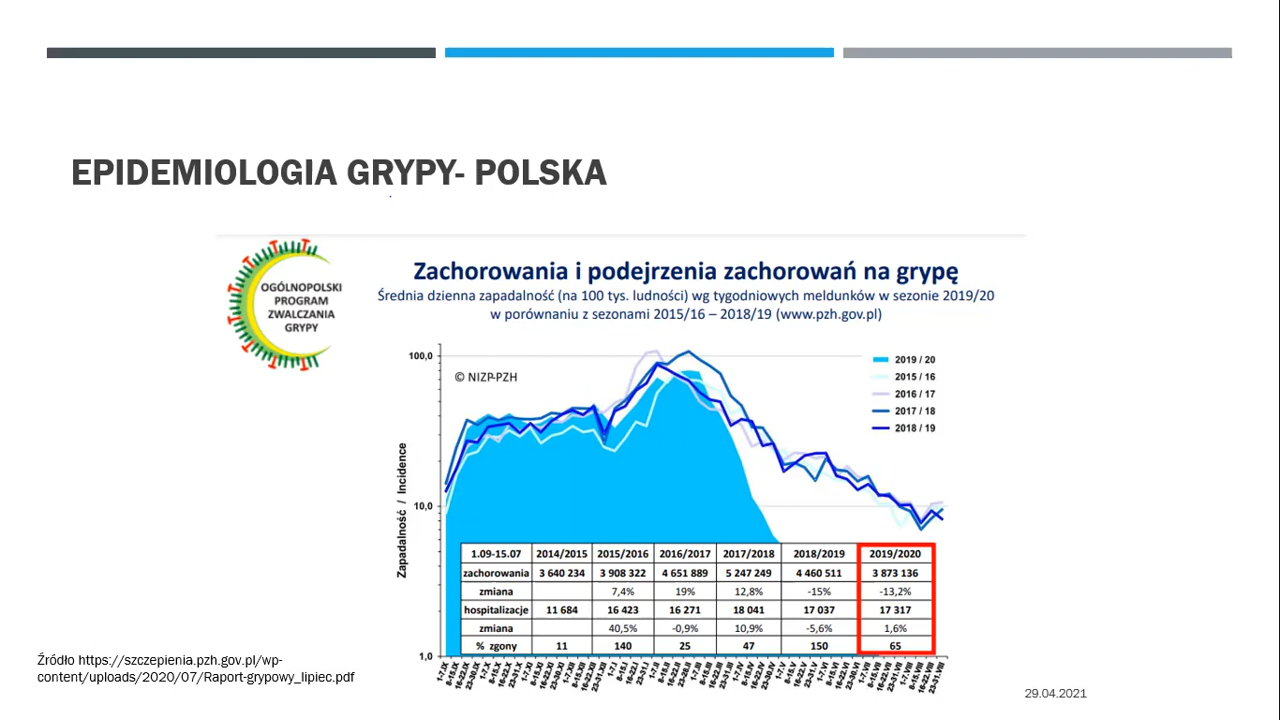 EPIDEMIOLOGIA GRYPY- POLSKA
OGÓLNOPOLSKI
PROGRAM
ZWALCZANIA
GRYPY
Zachorowania i podejrzenia zachorowań na grypę
Średnia dzienna zapadalność (na 100 tys. ludności) wg tygodniowych meldunków w sezonie 2019/20
w porównaniu z sezonami 2015/16 – 2018/19 (www.pzh.gov.pl)
© NIZP-PZH
2019 / 20
2015 / 16
2016 / 17
2017 / 18
2018 / 19
Zapadalność / Incidence
100,0
10,0
1,0
1.09-15.07 2014/2015 2015/2016 2016/2017 2017/2018 2018/2019 2019/2020
zachorowania 3 640 234 3 908 322 4 651 889 5 247 249 4 460 511 3 873 136
zmiana 7,4% 19% 12,8% -15% -13,2%
hospitalizacje 11 684 16 423 16 271 18 041 17 037 17 317
zmiana 40,5% -0,9% 10,9% -5,6% 1,6%
% zgony 11 140 25 47 150 65
Źródło https://szczepienia.pzh.gov.pl/wp-
content/uploads/2020/07/Raport-grypowy_lipiec.pdf
29.04.2021